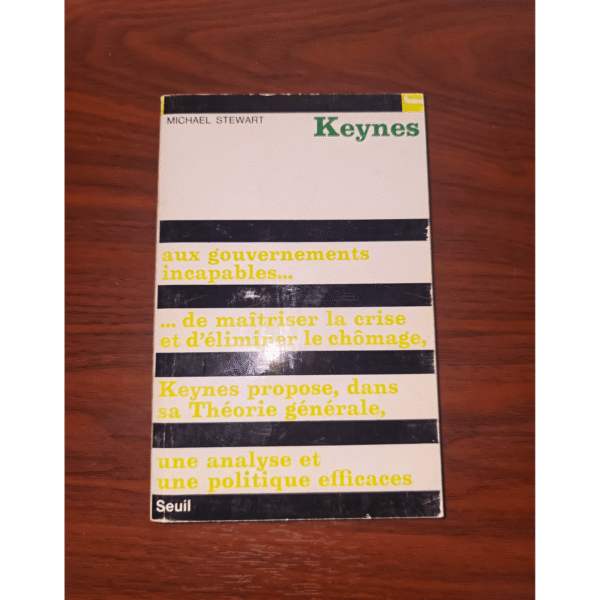 MICHAEL STEWART
Keynes
aux gouvernements
incapables...
... de maîtriser la crise
et d'éliminer le chômage,
Keynes propose, dans
sa Théorie générale,
une analyse et
une politique efficaces
Seuil